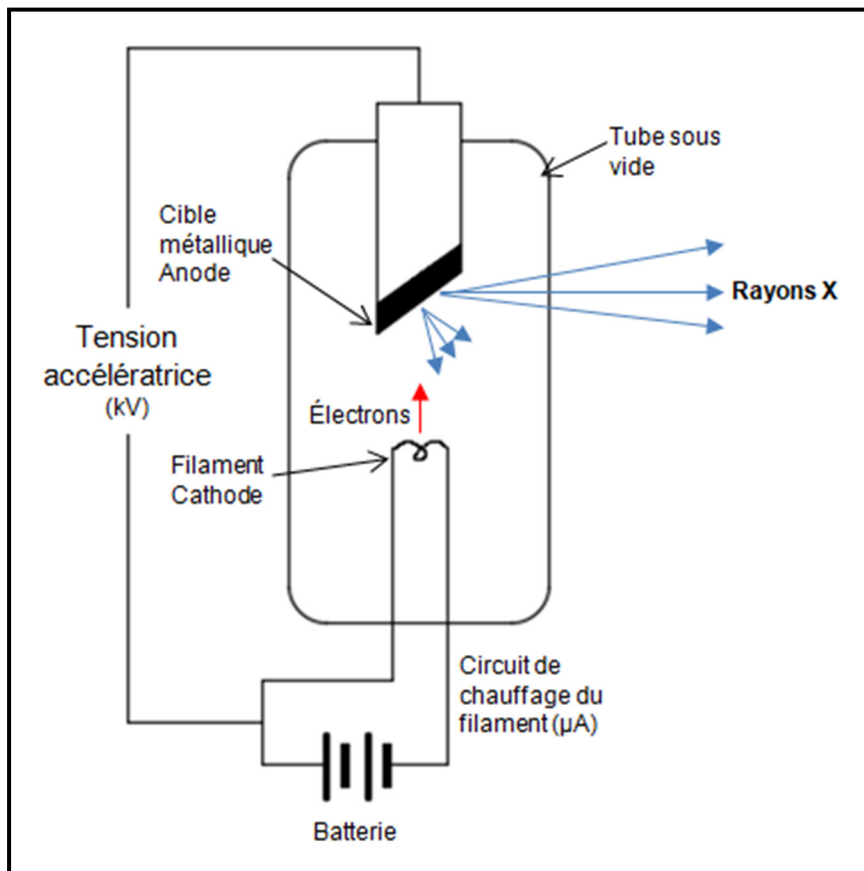 Tube sous
vide
Cible
métallique
Anode
Rayons X
Tension
accélératrice
(kV)
Électrons
Filament
Cathode
Circuit de
chauffage du
filament (µA)
Batterie